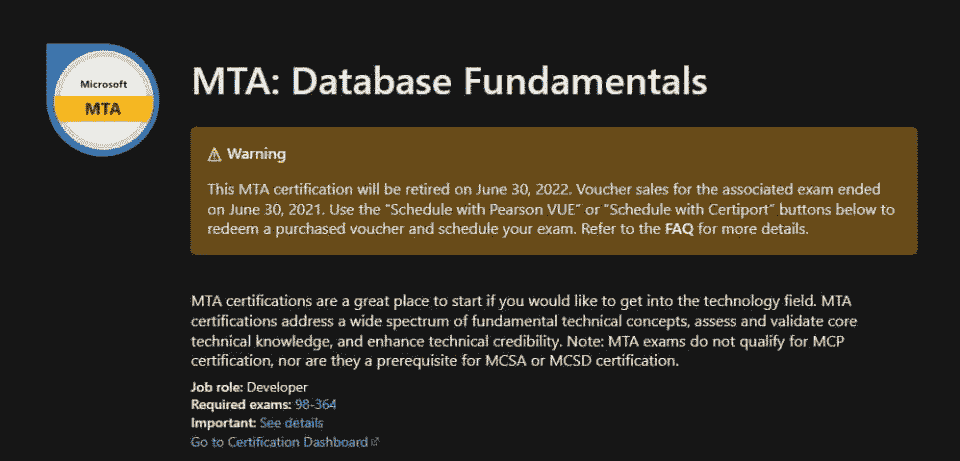 Microsoft
MTA
MTA: Database Fundamentals
⚠ Warning
This MTA certification will be retired on June 30, 2022. Voucher sales for the associated exam ended
on June 30, 2021. Use the "Schedule with Pearson VUE" or "Schedule with Certiport" buttons below to
redeem a purchased voucher and schedule your exam. Refer to the FAQ for more details.
MTA certifications are a great place to start if you would like to get into the technology field. MTA
certifications address a wide spectrum of fundamental technical concepts, assess and validate core
technical knowledge, and enhance technical credibility. Note: MTA exams do not qualify for MCP
certification, nor are they a prerequisite for MCSA or MCSD certification.
Job role: Developer
Required exams: 98-364
Important: See details
Go to Certification Dashboard